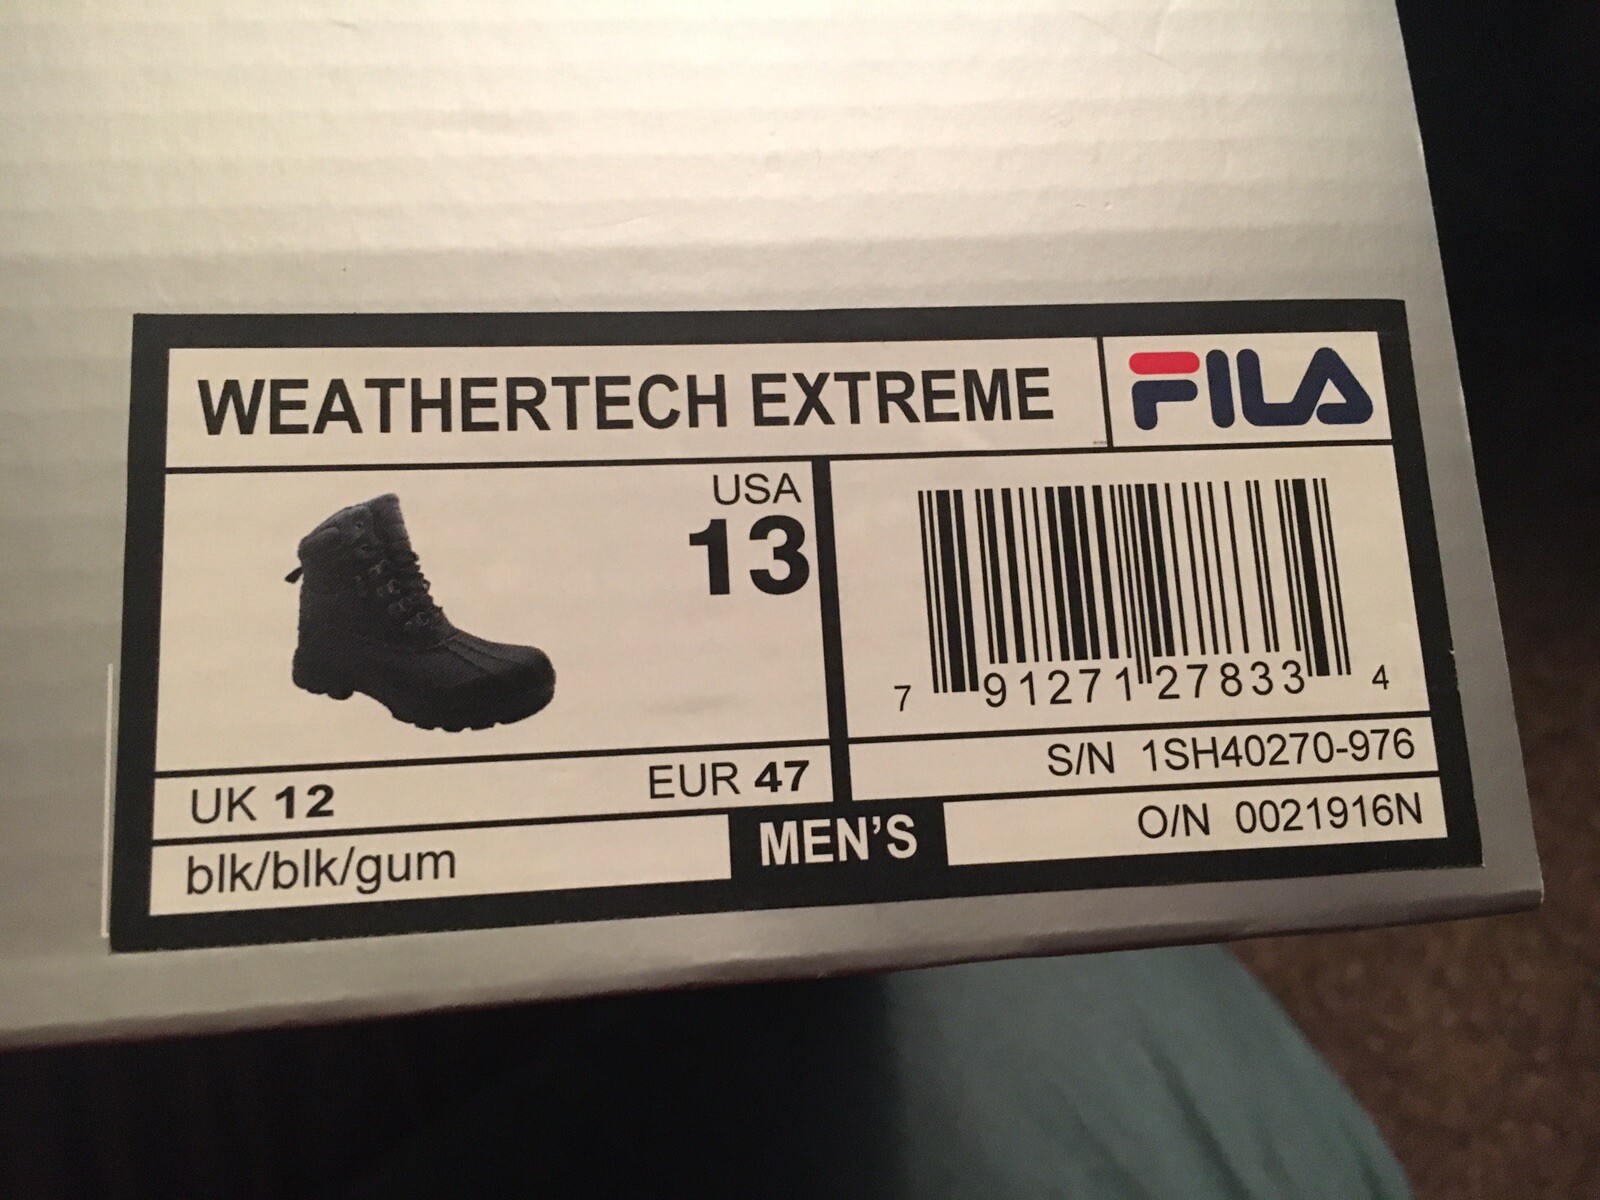 WEATHERTECH EXTREME
FILA
USA
13
7 91271 27833 4
UK 12
EUR 47
S/N 1SH40270-976
blk/blk/gum
MEN'S
O/N 0021916N